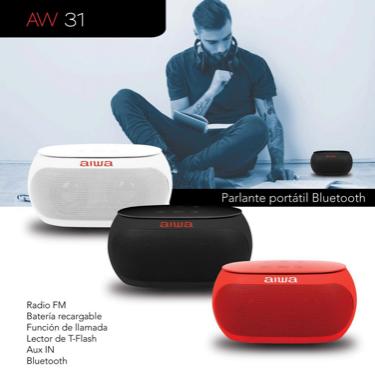 AW 31
Parlante portátil Bluetooth
aiwa
aiwa
aiwa
Radio FM
Batería recargable
Función de llamada
Lector de T-Flash
Aux IN
Bluetooth